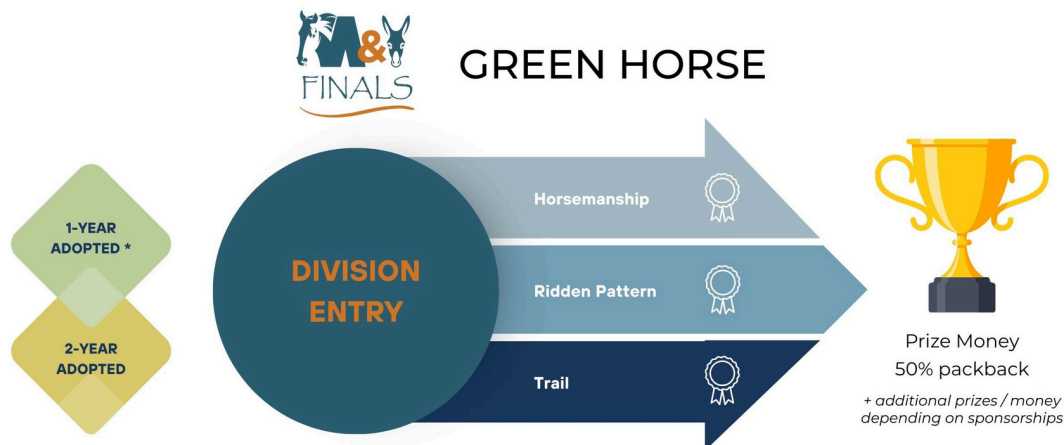 M&
FINALS
GREEN HORSE
1-YEAR
ADOPTED *
2-YEAR
ADOPTED
DIVISION
ENTRY
Horsemanship
Ridden Pattern
Trail
Prize Money
50% packback
+ additional prizes / money
depending on sponsorships